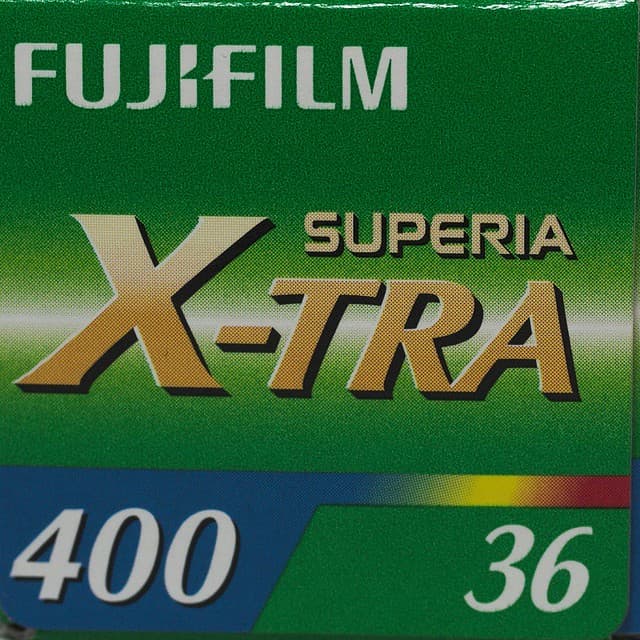 FUJIFILM
SUPERIA
X-TRA
400
36